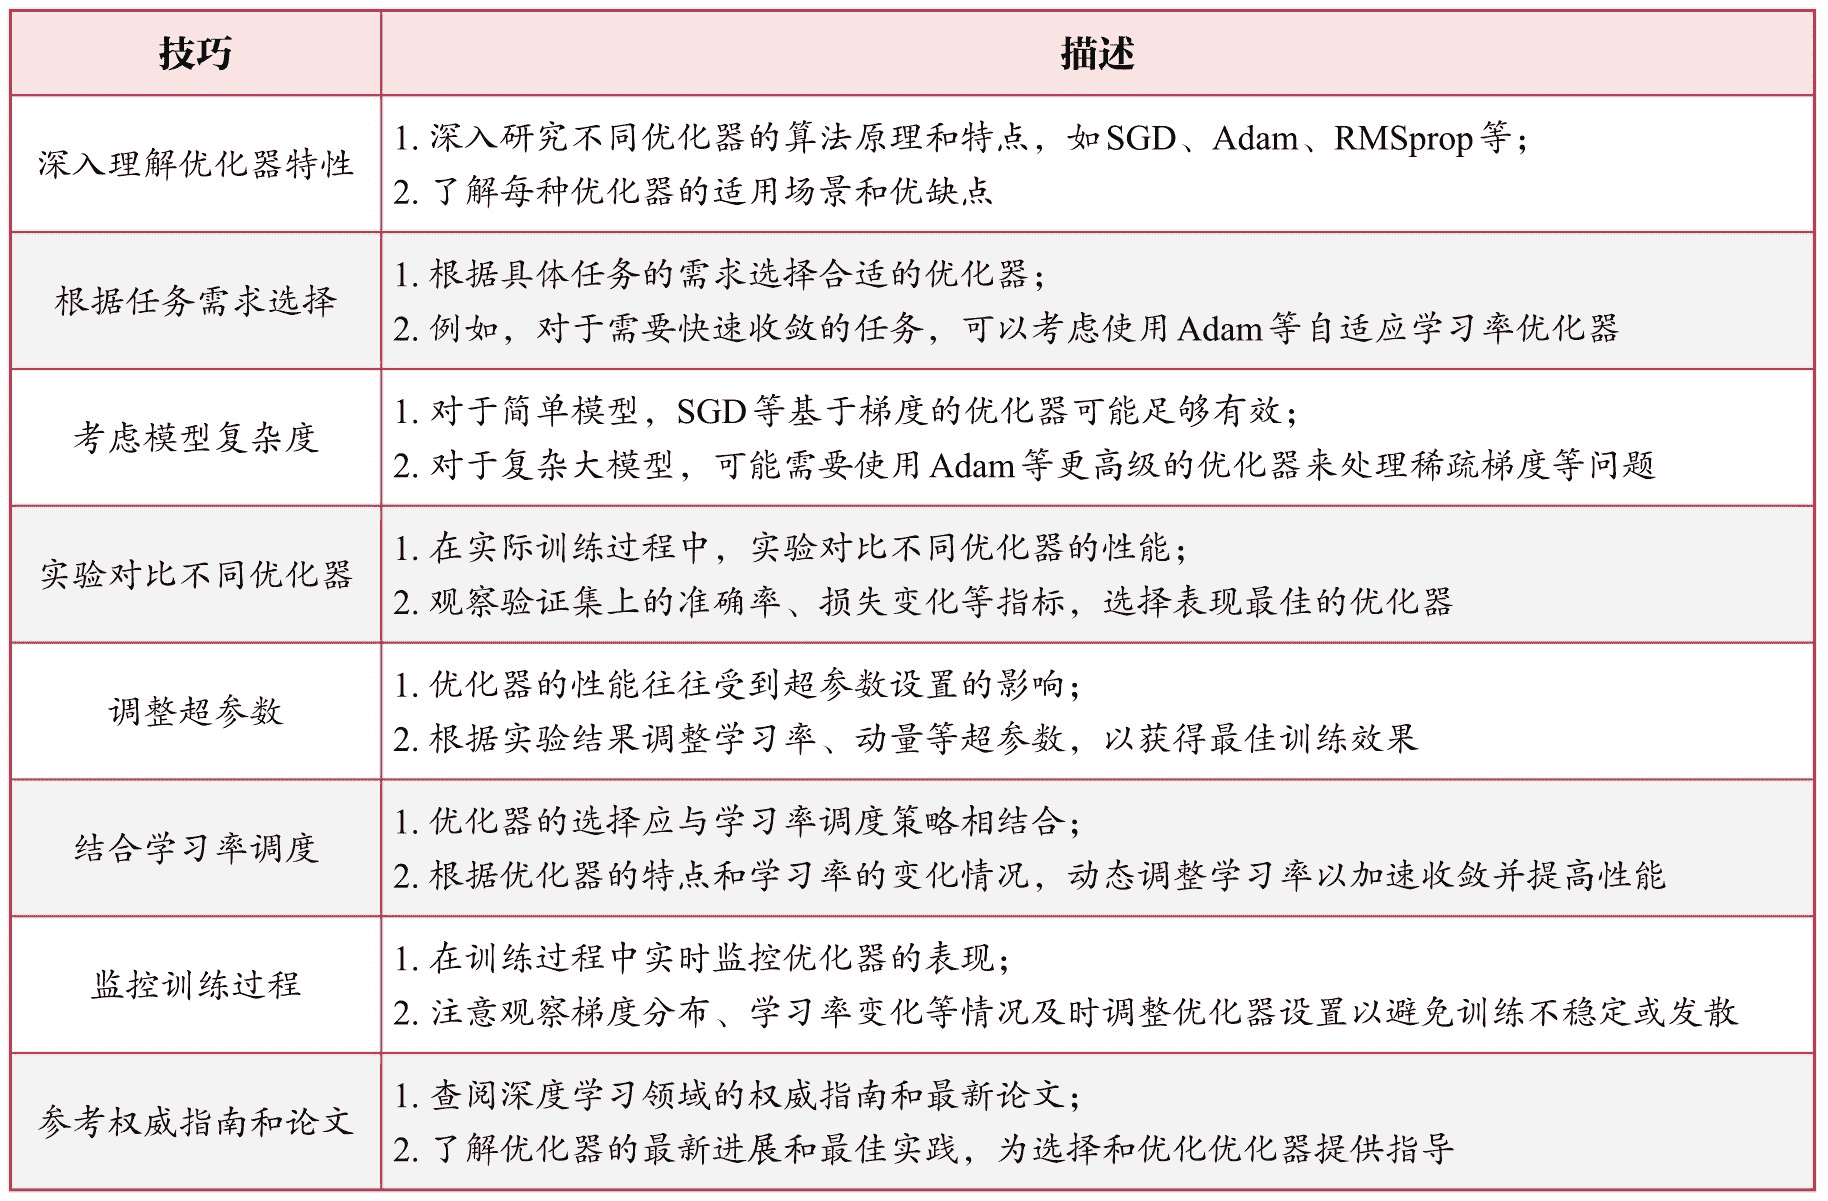 技巧
描述
深入理解优化器特性
1. 深入研究不同优化器的算法原理和特点，如SGD、Adam、RMSprop等；
2. 了解每种优化器的适用场景和优缺点
根据任务需求选择
1. 根据具体任务的需求选择合适的优化器；
2. 例如，对于需要快速收敛的任务，可以考虑使用Adam等自适应学习率优化器
考虑模型复杂度
1. 对于简单模型，SGD等基于梯度的优化器可能足够有效；
2. 对于复杂大模型，可能需要使用Adam等更高级的优化器来处理稀疏梯度等问题
实验对比不同优化器
1. 在实际训练过程中，实验对比不同优化器的性能；
2. 观察验证集上的准确率、损失变化等指标，选择表现最佳的优化器
调整超参数
1. 优化器的性能往往受到超参数设置的影响；
2. 根据实验结果调整学习率、动量等超参数，以获得最佳训练效果
结合学习率调度
1. 优化器的选择应与学习率调度策略相结合；
2. 根据优化器的特点和学习率的变化情况，动态调整学习率以加速收敛并提高性能
监控训练过程
1. 在训练过程中实时监控优化器的表现；
2. 注意观察梯度分布、学习率变化等情况及时调整优化器设置以避免训练不稳定或发散
参考权威指南和论文
1. 查阅深度学习领域的权威指南和最新论文；
2. 了解优化器的最新进展和最佳实践，为选择和优化优化器提供指导